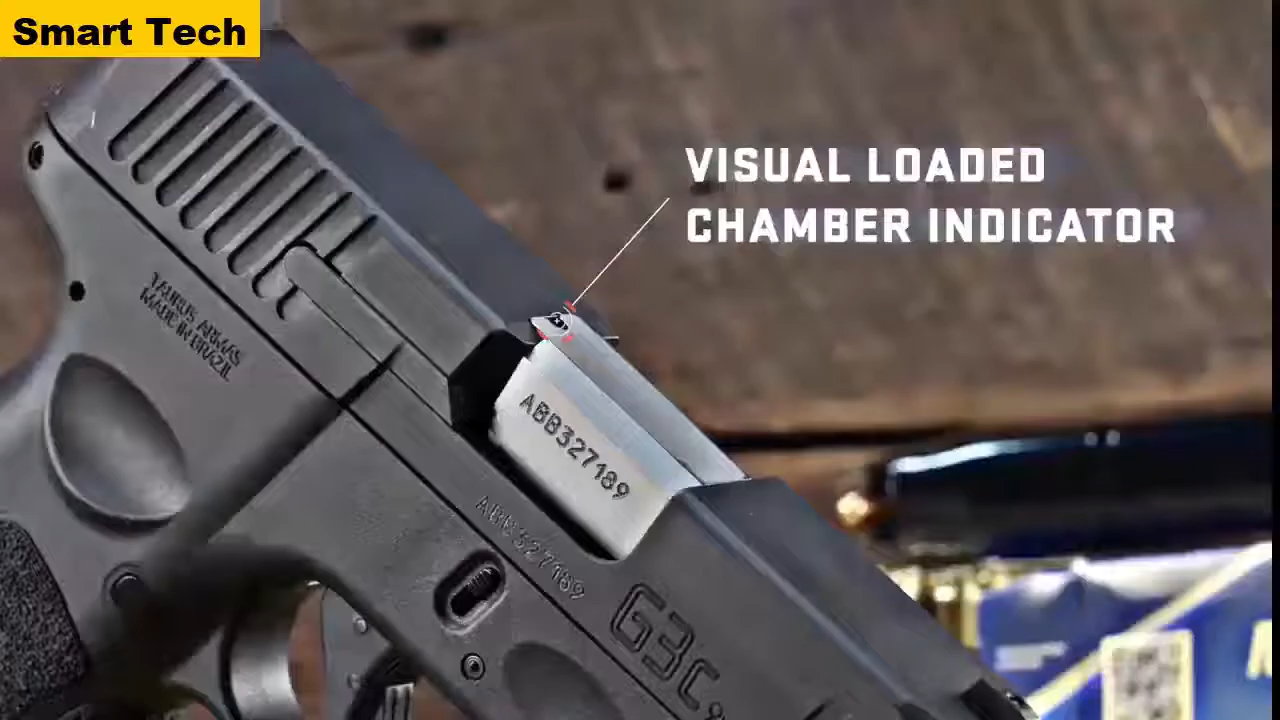 Smart Tech
VISUAL LOADED
CHAMBER INDICATOR
TAURUS ARMAS
MADE IN BRAZIL
ABB327189
ABB327189
G3C